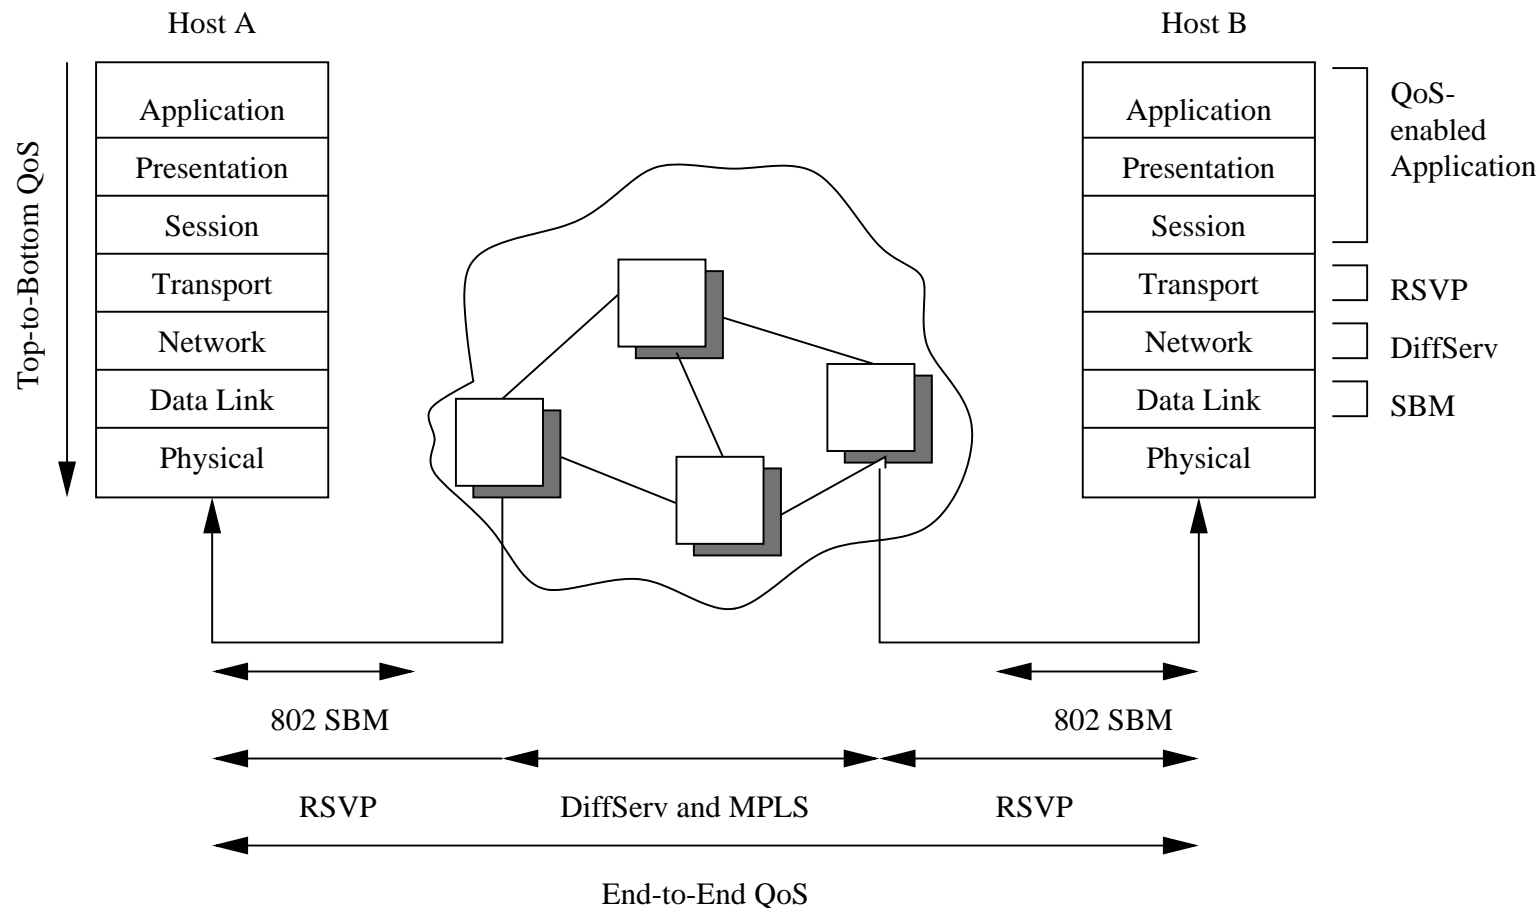 Host A
Host B
Top-to-Bottom QoS
Application
Presentation
Session
Transport
Network
Data Link
Physical
Application
Presentation
Session
Transport
Network
Data Link
Physical
QoS-
enabled
Application
RSVP
DiffServ
SBM
802 SBM
802 SBM
RSVP
DiffServ and MPLS
RSVP
End-to-End QoS